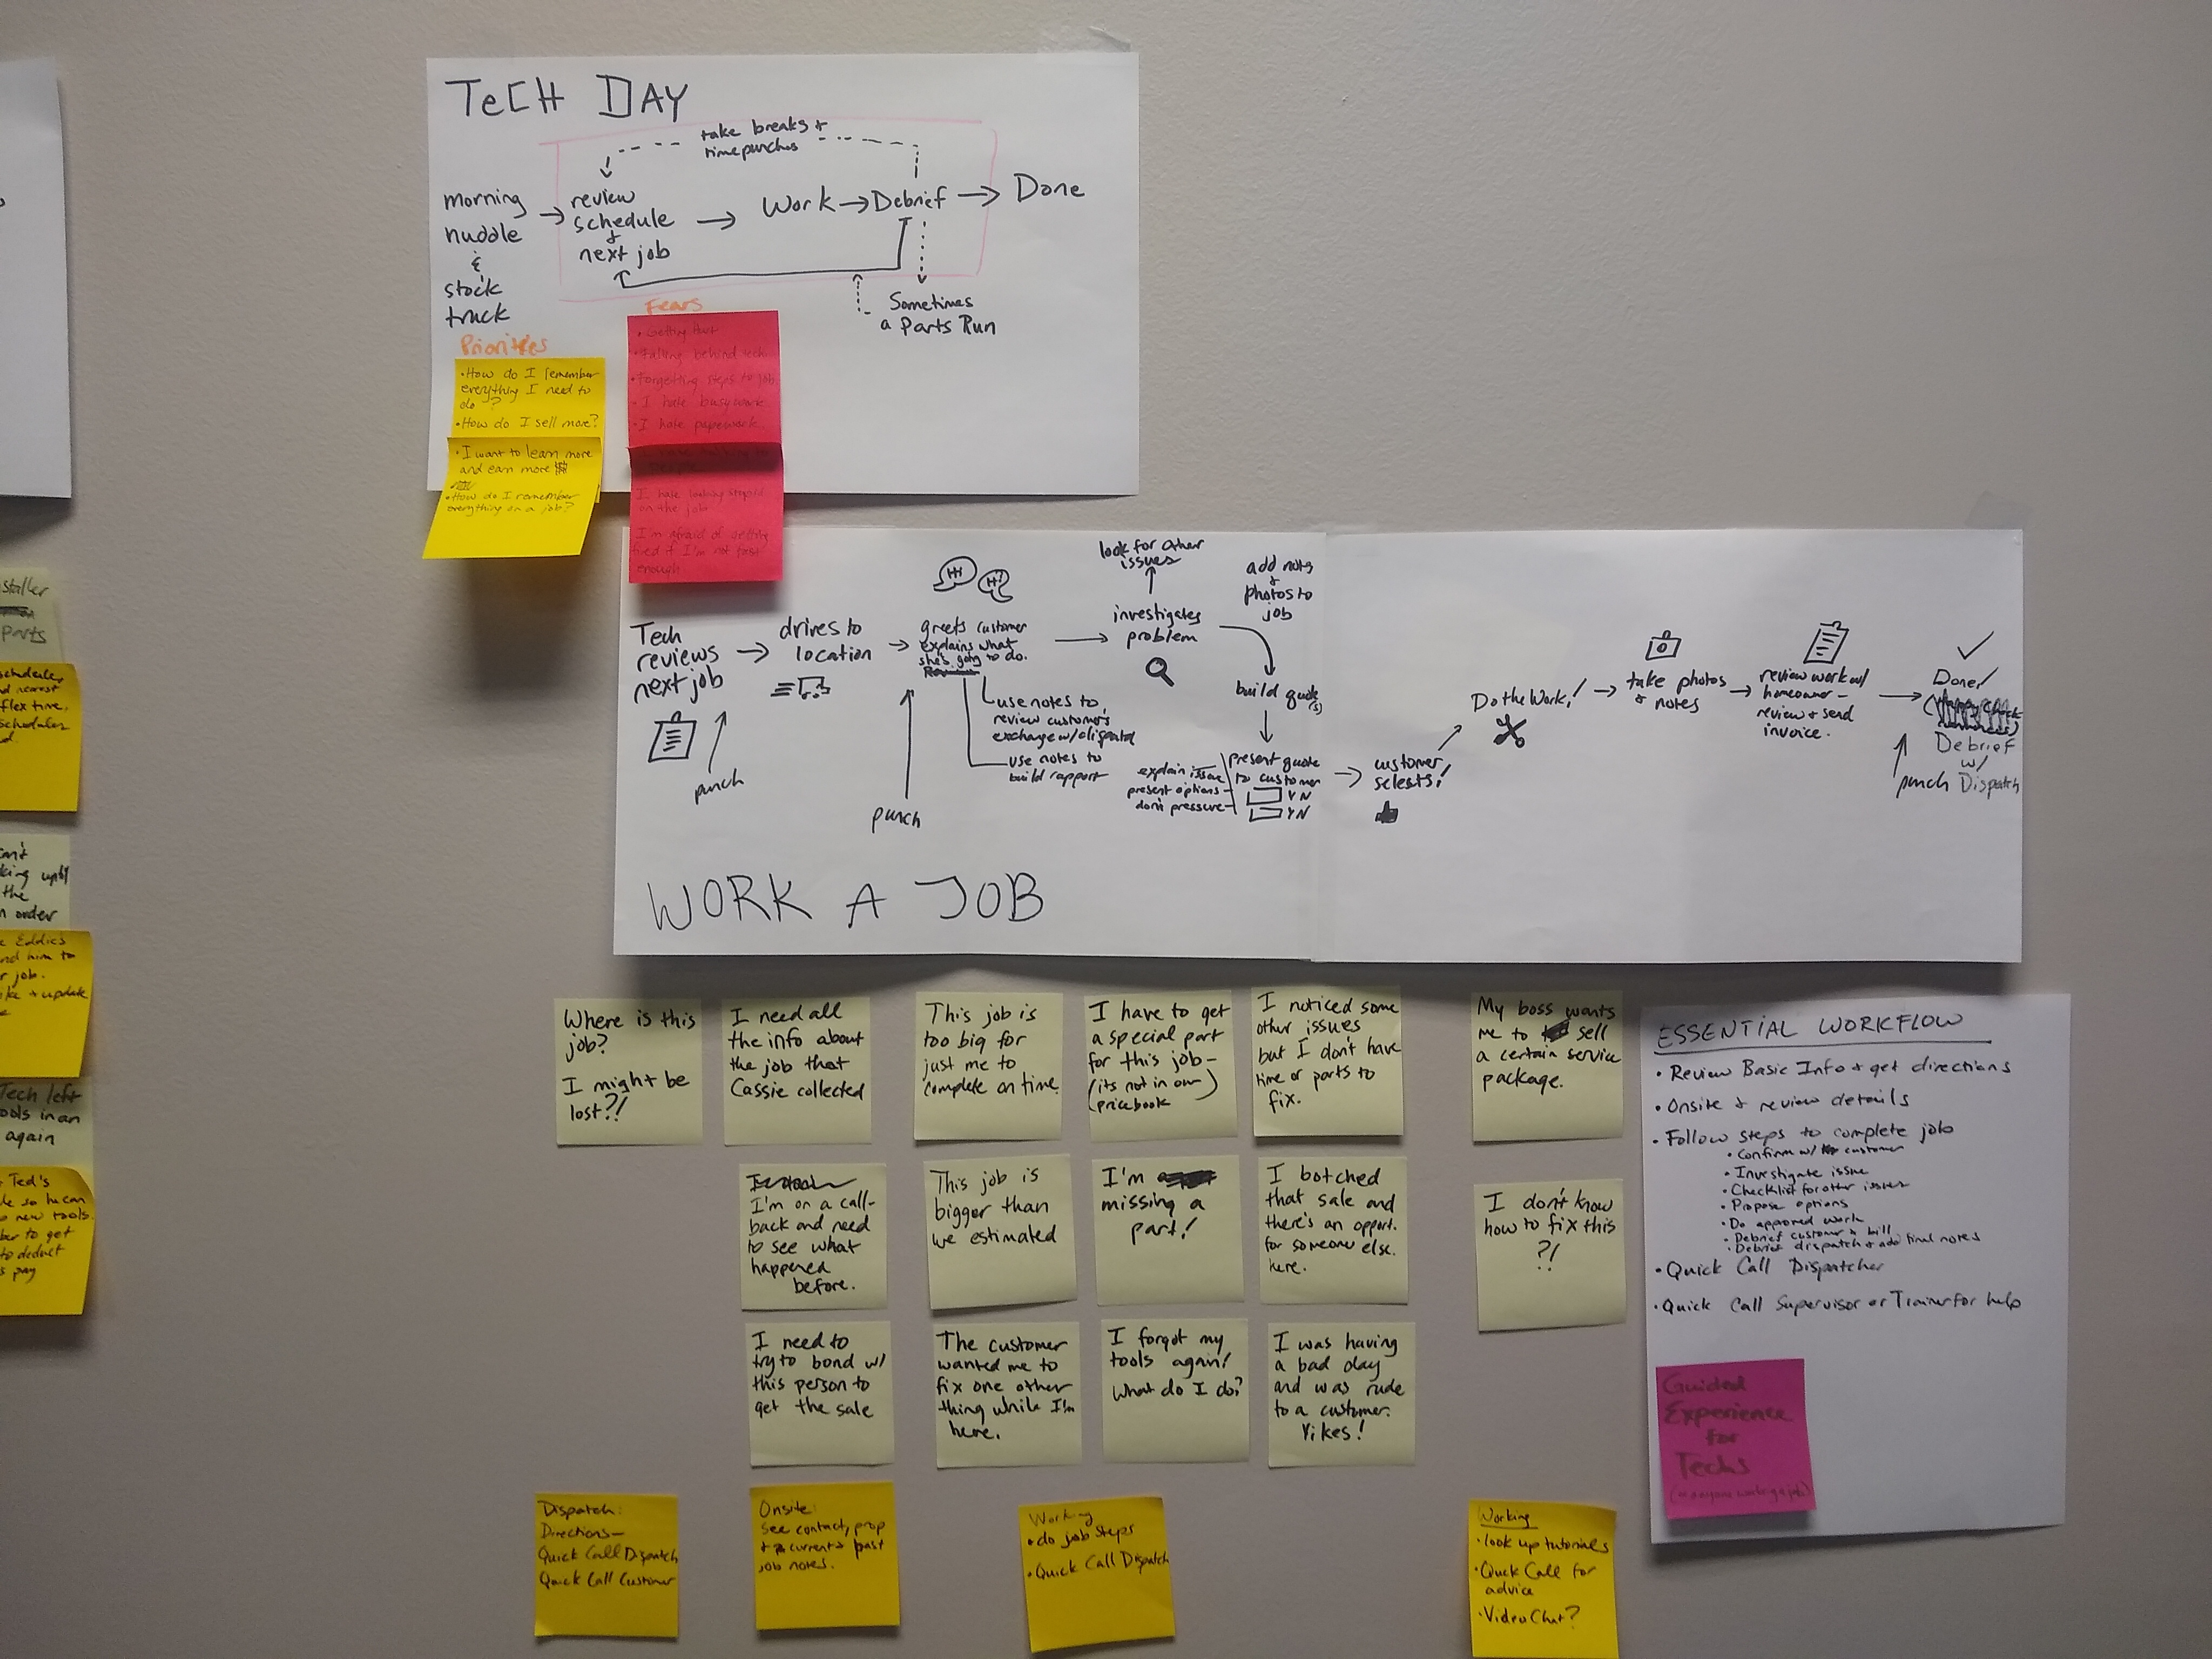 TECH DAY
take breaks +
time punches
morning
huddle
&
stock
truck
review
schedule
+
next job
Work
Debrief
Done
Sometimes
a Parts Run
Priorities
• How do I remember
everything I need to
do?
• How do I sell more?
• I want to learn more
and earn more $$
• How do I remember
everything on a job?
Fears
• Getting Hurt
• Falling behind sched.
• Forgetting steps to job
- I hate busywork
• I hate paperwork
people
I hate looking stupid
on the job
I'm afraid of getting
fired if I'm not fast
enough.
Tech
reviews
next job
punch
drives to
location
HI
HI!
greets customer
explains what
she's going to do.
punch
use notes to
review customer's
exchange w/dispatch
use notes to
build rapport
look for other
issues
investigates
problem
add notes
+
photos to
job
build quote
(s)
explain issue
present options
don't pressure
present quote
to customer
Y N
Y N
customer
selects!
Do the Work!
take photos
+ notes
review work w/
homeowner -
review + send
invoice.
Done!
Debrief
w/
Dispatch
punch
WORK A JOB
Where is this
job?
I might be
lost?!
I need all
the info about
the job that
Cassie collected
This job is
too big for
just me to
complete on time.
I have to get
a special part
for this job -
(its not in our)
pricebook
I noticed some
other issues
but I don't have
time or parts to
fix.
My boss wants
me to sell
a certain service
package.
I'm on a call-
back and need
to see what
happened
before.
This job is
bigger than
we estimated
I'm
missing a
part!
I botched
that sale and
there's an opport.
for someone else.
here.
I don't know
how to fix this
?!
I need to
try to bond w/
this person to
get the sale
The customer
wanted me to
fix one other
thing while I'm
here.
I forgot my
tools again!
What do I do?
I was having
a bad day
and was rude
to a customer.
Yikes!
Dispatch:
Directions—
Quick Call Dispatch
Quick Call Customer
Onsite:
See contact, prop
+ current + past
job notes.
Working
• do job steps
• Quick Call Dispatch
Working
• look up tutorials
• Quick Call for
advice
• Video Chat?
ESSENTIAL WORKFLOW
• Review Basic Info + get directions
• Onsite + review details
• Follow steps to complete job
• Confirm w/ customer
• Investigate issue
• Checklist for other issues
• Propose options
• Do approved work
• Debrief customer + bill
• Debrief dispatch + add final notes
• Quick Call Dispatcher
• Quick Call Supervisor or Trainer for help
Guided
Experience
for
Techs
(or anyone working a job)
staller
parts
nearest
flex time.
scheduler
the
order
Eddie's
him to
job.
+ update
Tech left
tools in an
again
Ted's
so he can
new tools.
to get
to deduct
pay